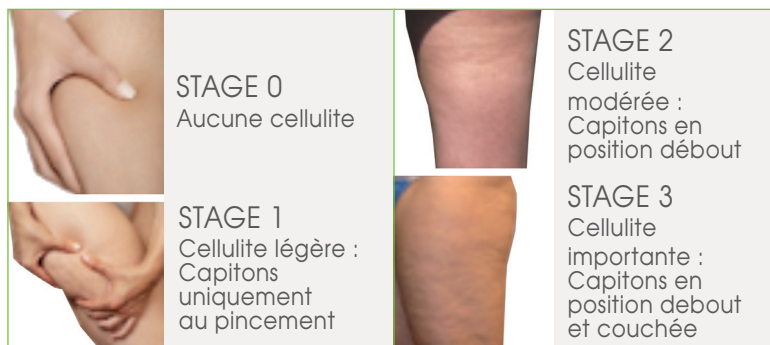 STAGE 0
Aucune cellulite
STAGE 1
Cellulite légère :
Capitons
uniquement
au pincement
STAGE 2
Cellulite
modérée :
Capitons en
position débout
STAGE 3
Cellulite
importante :
Capitons en
position debout
et couchée